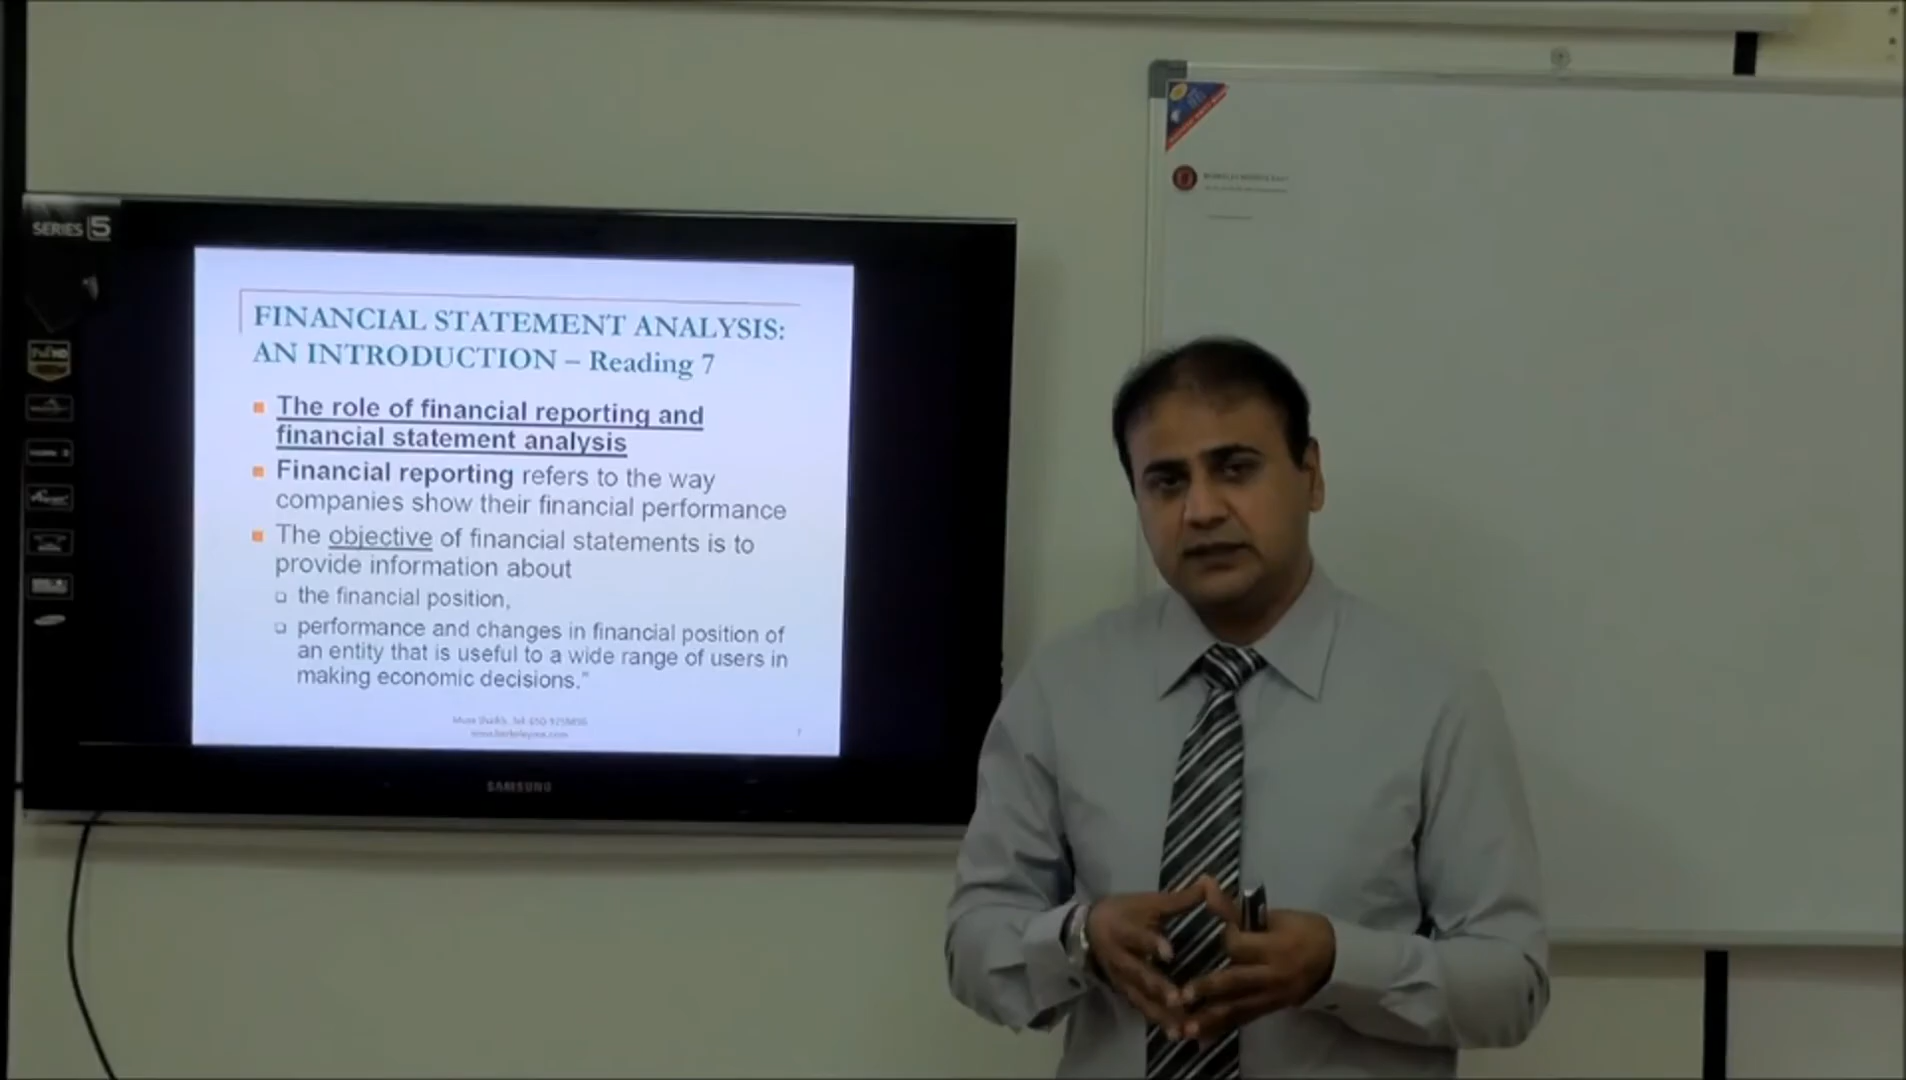 SERIES 5
FINANCIAL STATEMENT ANALYSIS:
AN INTRODUCTION – Reading 7
The role of financial reporting and
financial statement analysis
Financial reporting refers to the way
companies show their financial performance
The objective of financial statements is to
provide information about
the financial position,
performance and changes in financial position of
an entity that is useful to a wide range of users in
making economic decisions.”
7
SAMSUNG